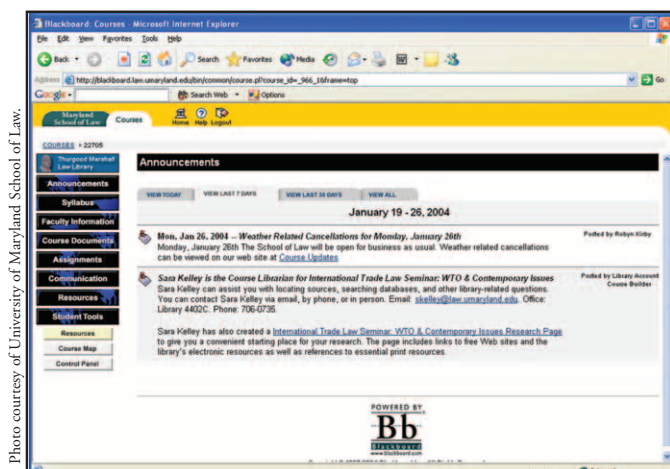 Blackboard: Courses - Microsoft Internet Explorer
File Edit View Favorites Tools Help
Back Search Favorites Media
Address http://blackboard.law.umaryland.edu/bin/common/course.pl?course_id=_966_1&frame=top Go
Google Search Web Options
Maryland School of Law Courses Home Help Logout
COURSES > 22705
Thurgood Marshall Law Library
Announcements
Syllabus
Faculty Information
Course Documents
Assignments
Communication
Resources
Student Tools
Resources
Course Map
Control Panel
Announcements
VIEW TODAY VIEW LAST 7 DAYS VIEW LAST 30 DAYS VIEW ALL
January 19 - 26, 2004
Mon, Jan 26, 2004 -- Weather Related Cancellations for Monday, January 26th Posted by Robyn Kirby
Monday, January 26th The School of Law will be open for business as usual. Weather related cancellations
can be viewed on our web site at Course Updates
Sara Kelley is the Course Librarian for International Trade Law Seminar: WTO & Contemporary Issues Posted by Library Account
Sara Kelley can assist you with locating sources, searching databases, and other library-related questions. Couse Builder
You can contact Sara Kelley via email, by phone, or in person. Email: skelley@law.umaryland.edu. Office:
Library 4402C. Phone: 706-0735.
Sara Kelley has also created a International Trade Law Seminar: WTO & Contemporary Issues Research Page
to give you a convenient starting place for your research. The page includes links to free Web sites and the
library's electronic resources as well as references to essential print resources.
POWERED BY
Bb
Blackboard
www.blackboard.com
Photo courtesy of University of Maryland School of Law.